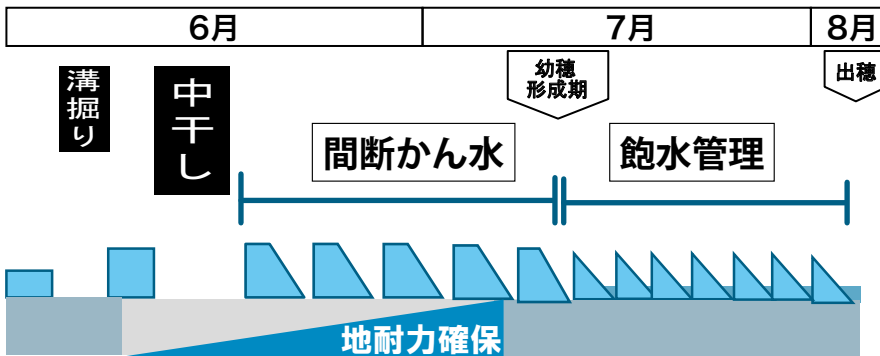 6月
7月
8月
幼穂
形成期
出穂
溝掘り
中干し
間断かん水
飽水管理
地耐力確保